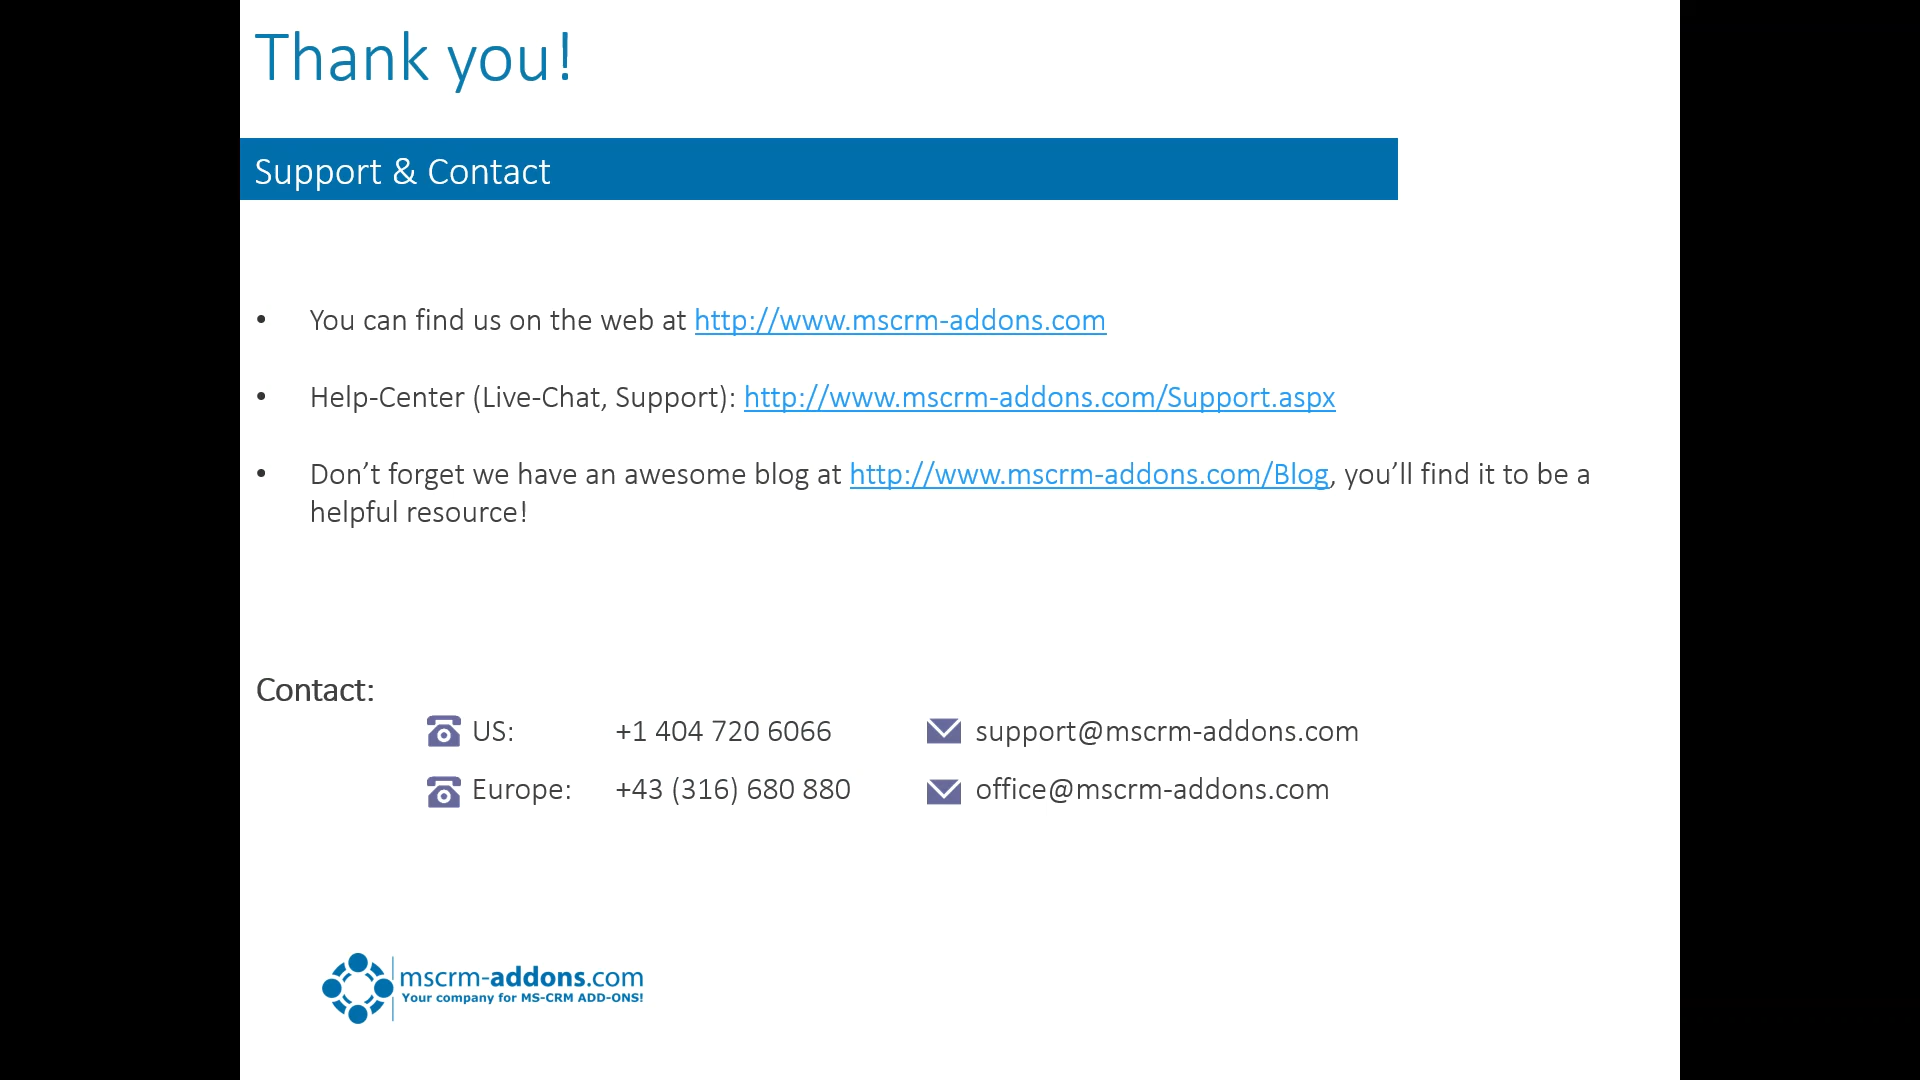 Thank you!
Support & Contact
• You can find us on the web at http://www.mscrm-addons.com
• Help-Center (Live-Chat, Support): http://www.mscrm-addons.com/Support.aspx
• Don’t forget we have an awesome blog at http://www.mscrm-addons.com/Blog, you’ll find it to be a
helpful resource!
Contact:
US: +1 404 720 6066 support@mscrm-addons.com
Europe: +43 (316) 680 880 office@mscrm-addons.com
mscrm-addons.com
Your company for MS-CRM ADD-ONS!